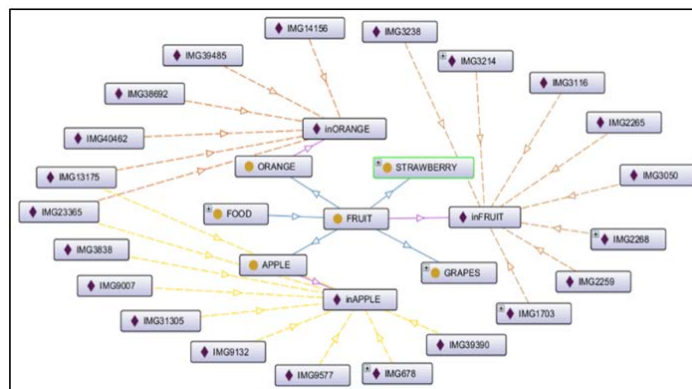 IMG14156
IMG3238
IMG39485
IMG3214
IMG38692
IMG3116
IMG40462
inORANGE
IMG2265
IMG13175
ORANGE
STRAWBERRY
IMG3050
IMG23365
FOOD
FRUIT
inFRUIT
IMG2268
IMG3838
APPLE
GRAPES
IMG2259
IMG9007
inAPPLE
IMG1703
IMG31305
IMG9132
IMG39390
IMG9577
IMG678